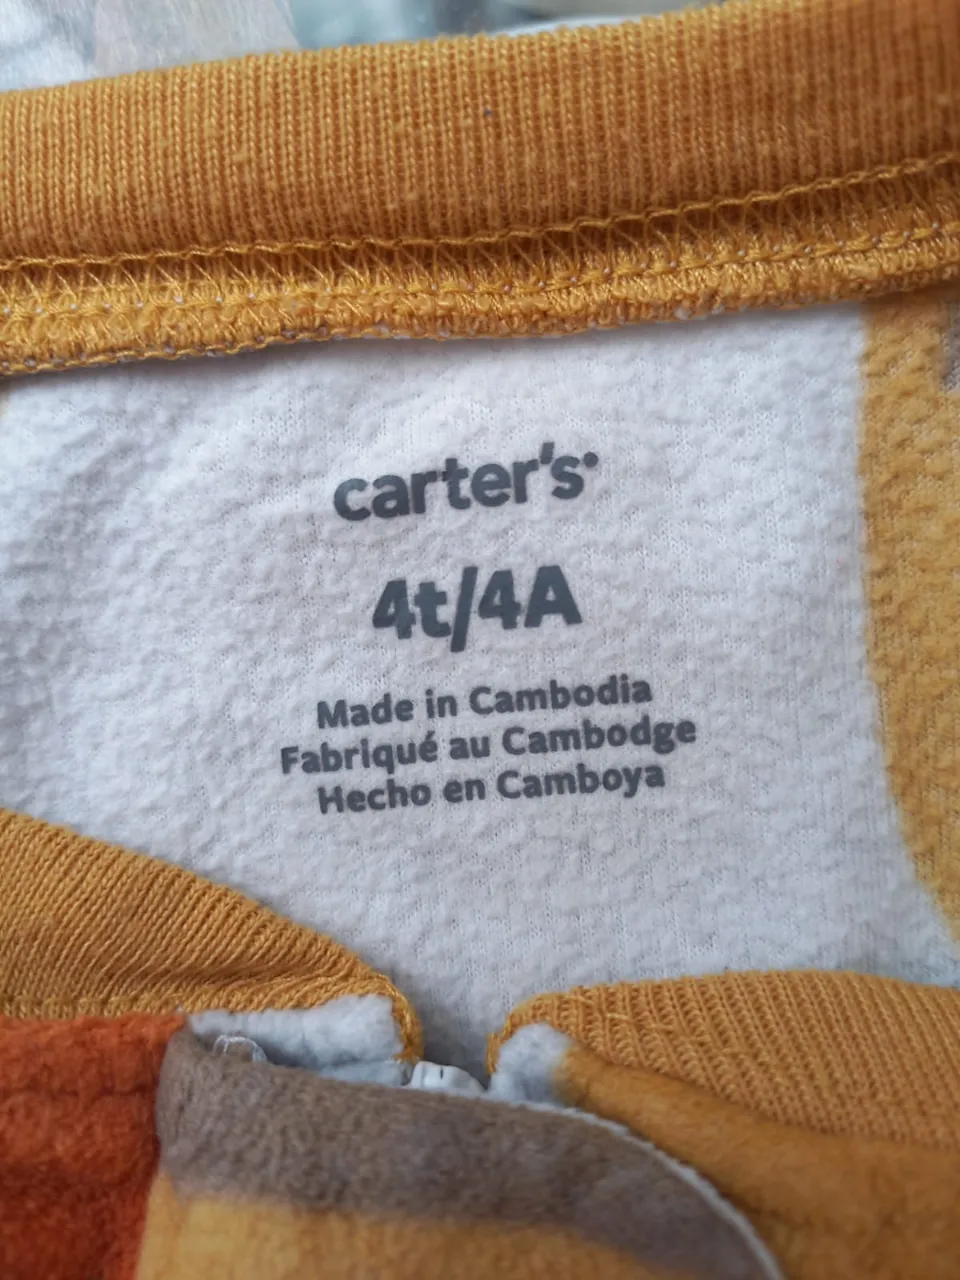 carter's
4t/4A
Made in Cambodia
Fabriqué au Cambodge
Hecho en Camboya